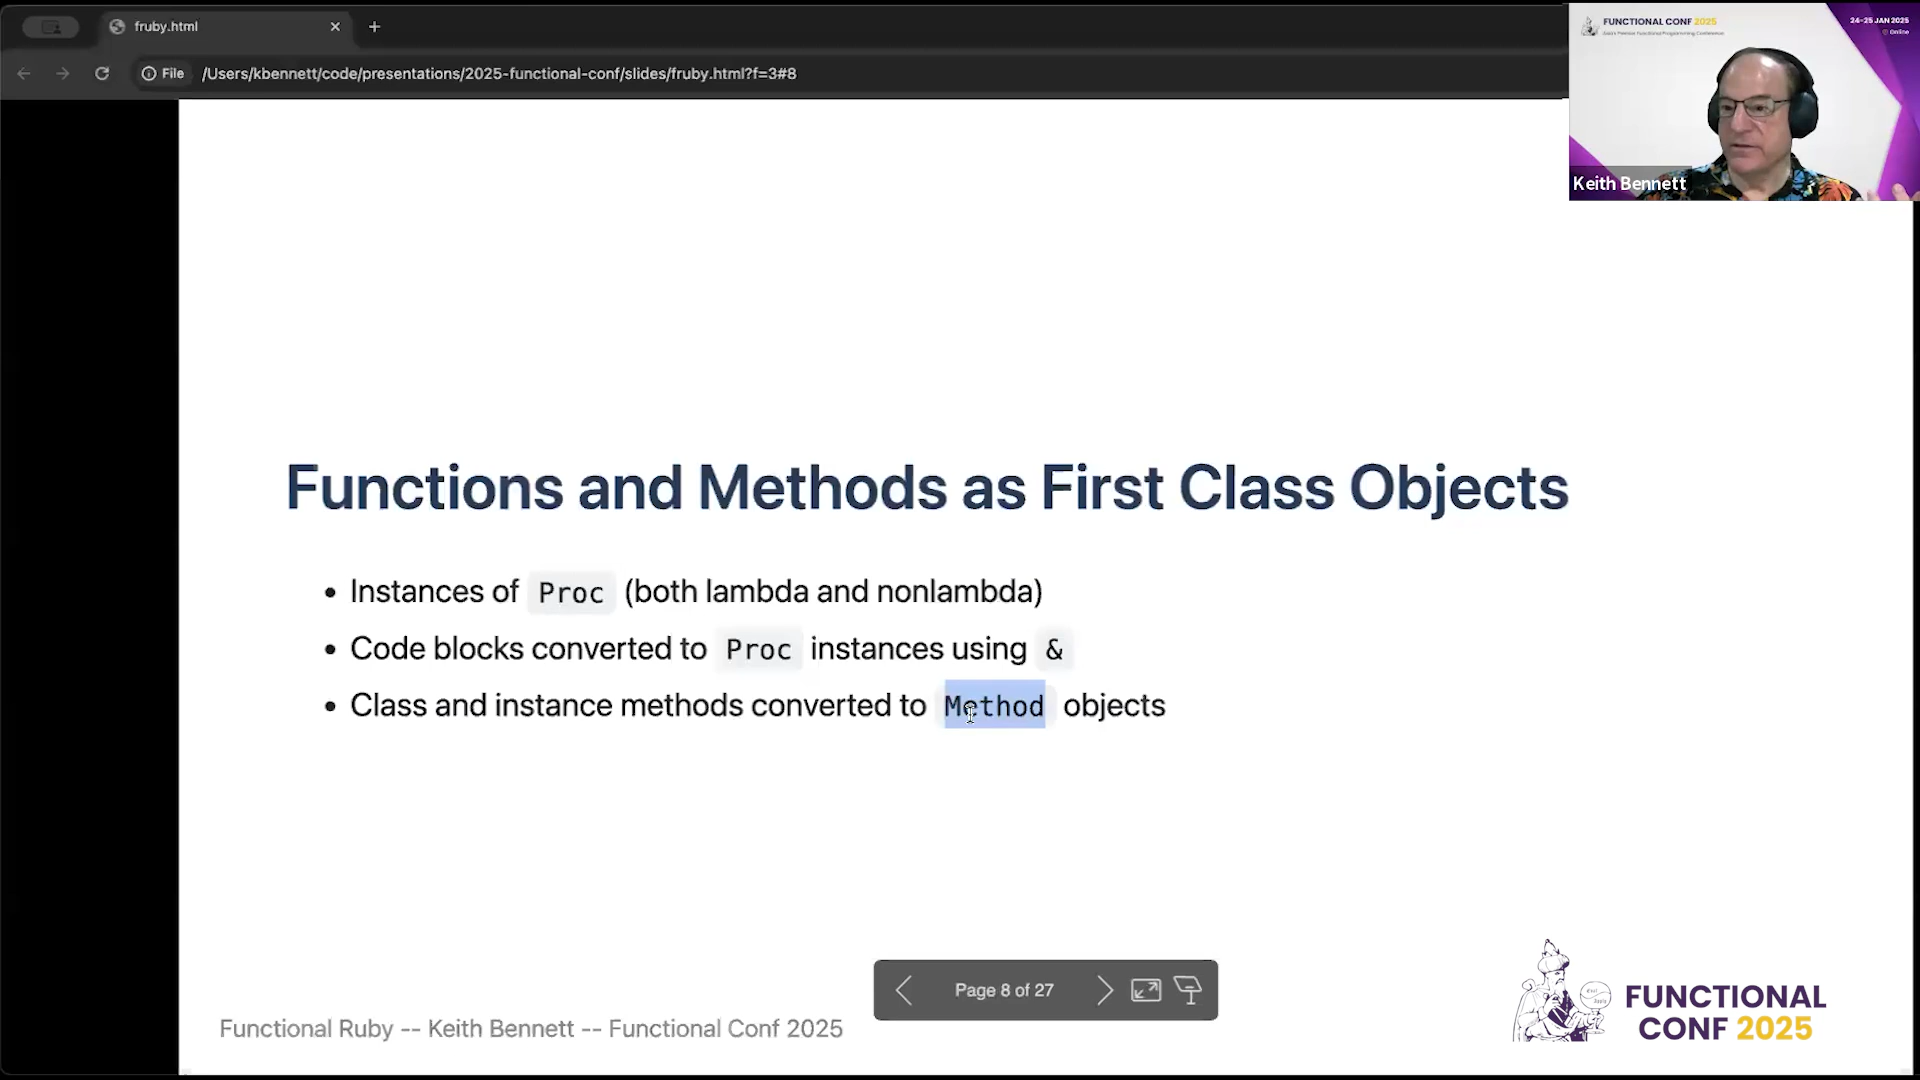 fruby.html
File /Users/kbennett/code/presentations/2025-functional-conf/slides/fruby.html?f=3#8
FUNCTIONAL CONF 2025
24-25 JAN 2025
Online
Keith Bennett
Functions and Methods as First Class Objects
• Instances of Proc (both lambda and nonlambda)
• Code blocks converted to Proc instances using &
• Class and instance methods converted to Method objects
Page 8 of 27
Functional Ruby -- Keith Bennett -- Functional Conf 2025
FUNCTIONAL
CONF 2025